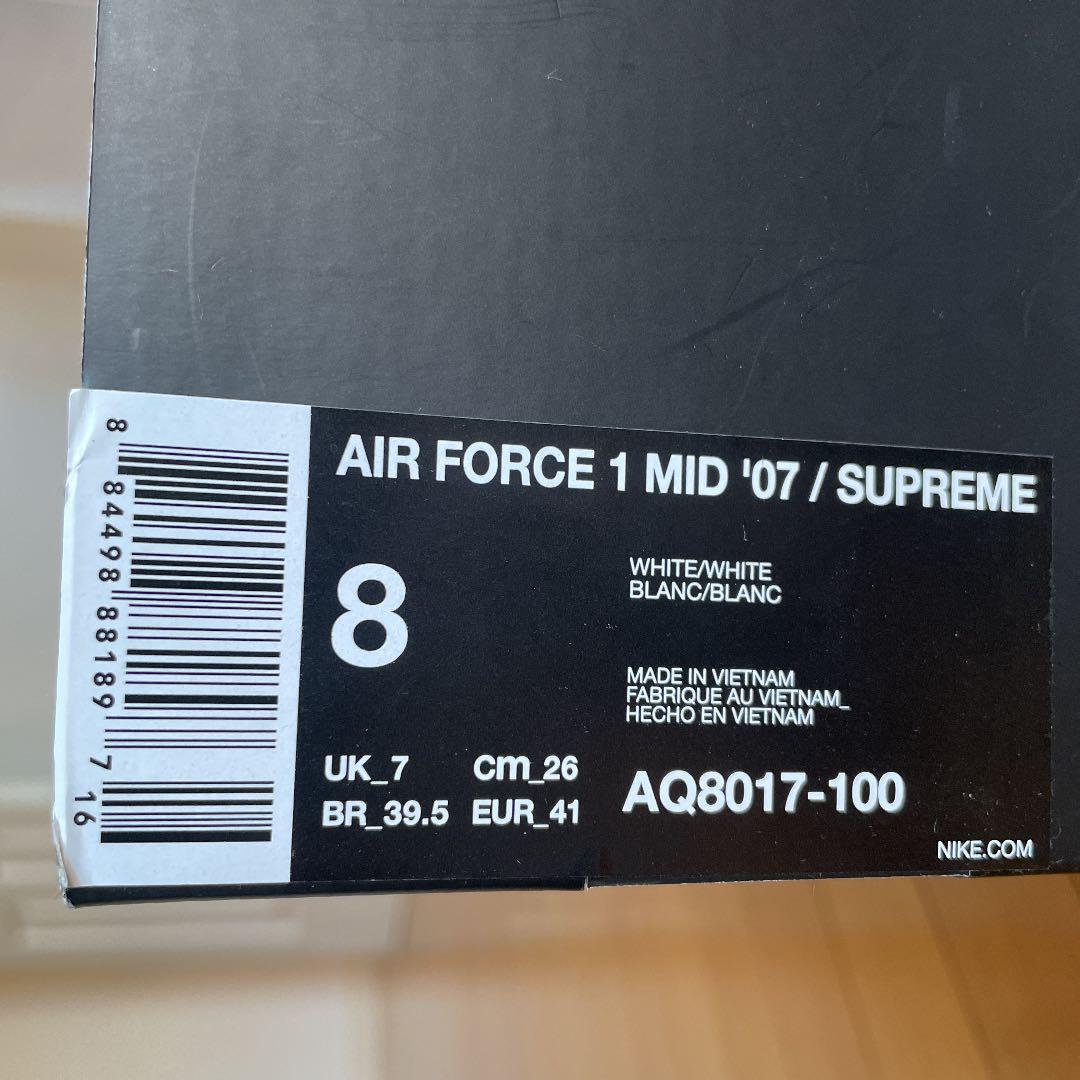 8 84498 88189 7 16
AIR FORCE 1 MID '07 / SUPREME
8
WHITE/WHITE
BLANC/BLANC
MADE IN VIETNAM
FABRIQUE AU VIETNAM_
HECHO EN VIETNAM
UK_7 cm_26
BR_39.5 EUR_41
AQ8017-100
NIKE.COM